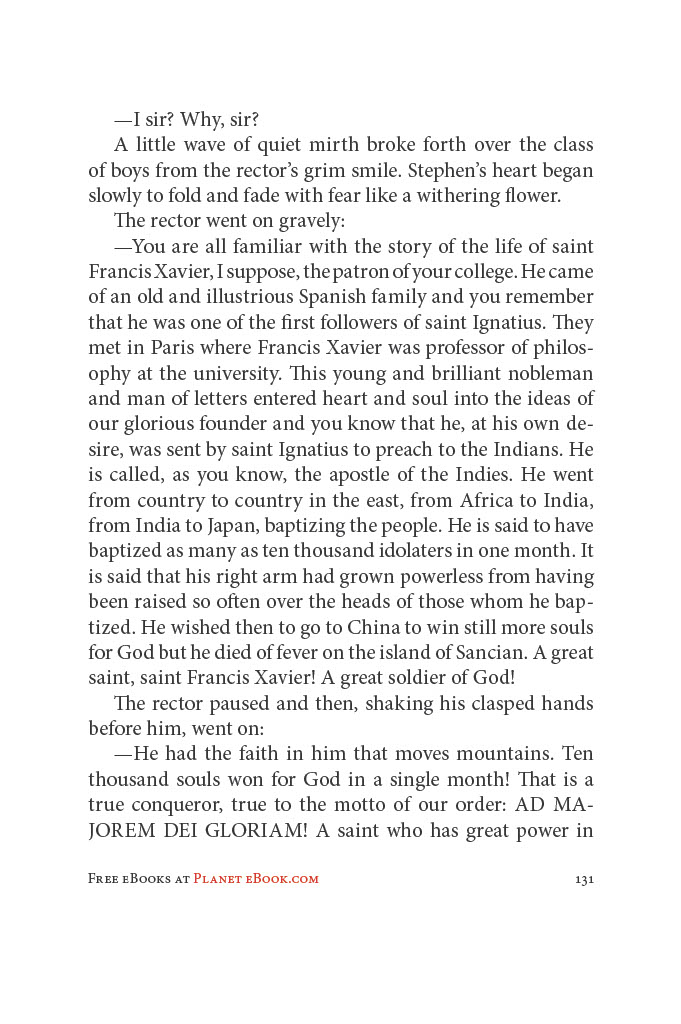 —I sir? Why, sir?
A little wave of quiet mirth broke forth over the class
of boys from the rector’s grim smile. Stephen’s heart began
slowly to fold and fade with fear like a withering flower.
The rector went on gravely:
—You are all familiar with the story of the life of saint
Francis Xavier, I suppose, the patron of your college. He came
of an old and illustrious Spanish family and you remember
that he was one of the first followers of saint Ignatius. They
met in Paris where Francis Xavier was professor of philos-
ophy at the university. This young and brilliant nobleman
and man of letters entered heart and soul into the ideas of
our glorious founder and you know that he, at his own de-
sire, was sent by saint Ignatius to preach to the Indians. He
is called, as you know, the apostle of the Indies. He went
from country to country in the east, from Africa to India,
from India to Japan, baptizing the people. He is said to have
baptized as many as ten thousand idolaters in one month. It
is said that his right arm had grown powerless from having
been raised so often over the heads of those whom he bap-
tized. He wished then to go to China to win still more souls
for God but he died of fever on the island of Sancian. A great
saint, saint Francis Xavier! A great soldier of God!
The rector paused and then, shaking his clasped hands
before him, went on:
—He had the faith in him that moves mountains. Ten
thousand souls won for God in a single month! That is a
true conqueror, true to the motto of our order: AD MA-
JOREM DEI GLORIAM! A saint who has great power in
Free eBooks at Planet eBook.com 131